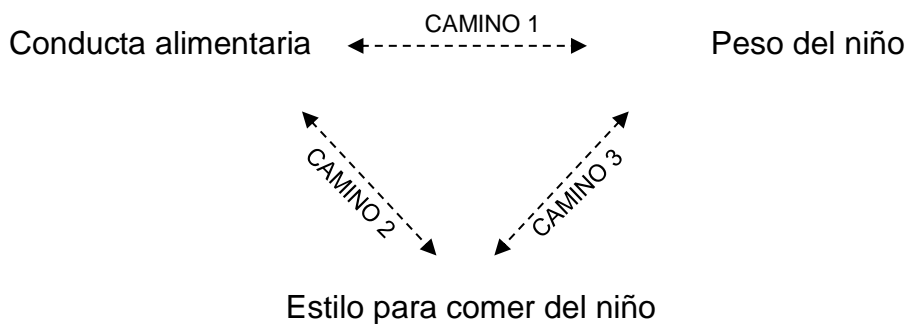 CAMINO 1
Conducta alimentaria
Peso del niño
CAMINO 2
CAMINO 3
Estilo para comer del niño